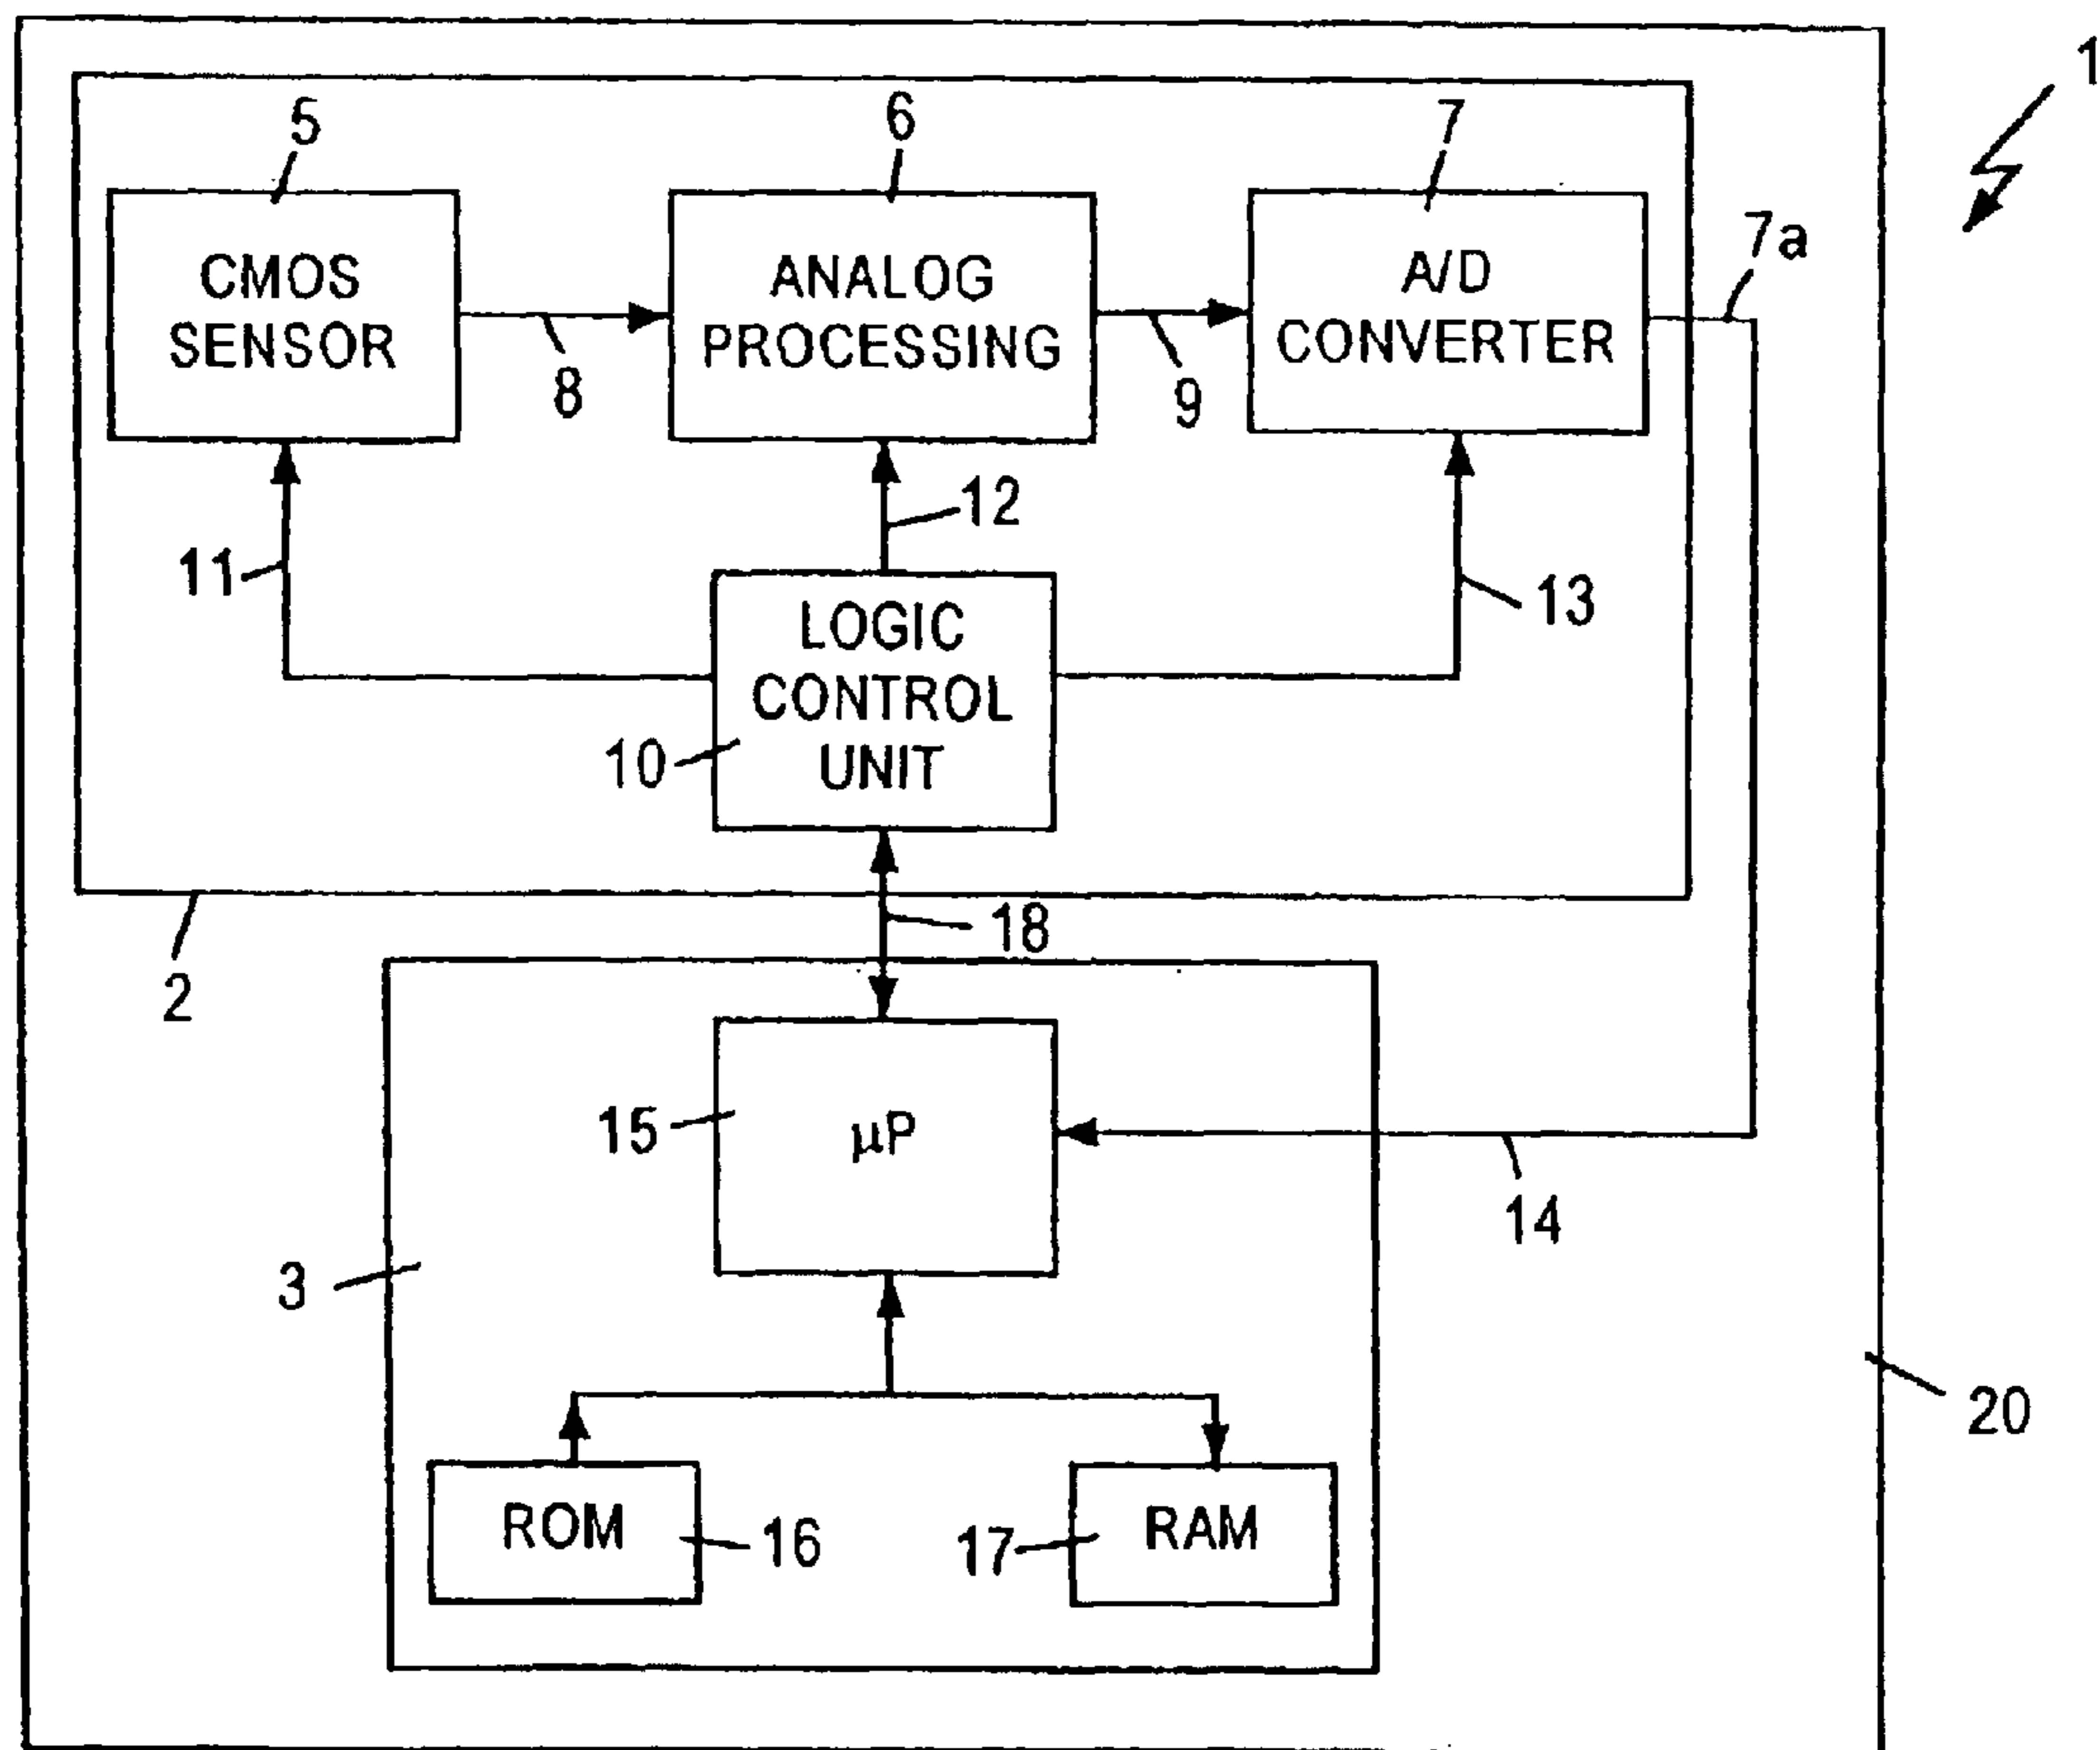 1
5
6
7
7a
CMOS
SENSOR
ANALOG
PROCESSING
A/D
CONVERTER
8
9
12
11
13
LOGIC
CONTROL
UNIT
10
18
2
15
µP
14
3
20
ROM
16
17
RAM